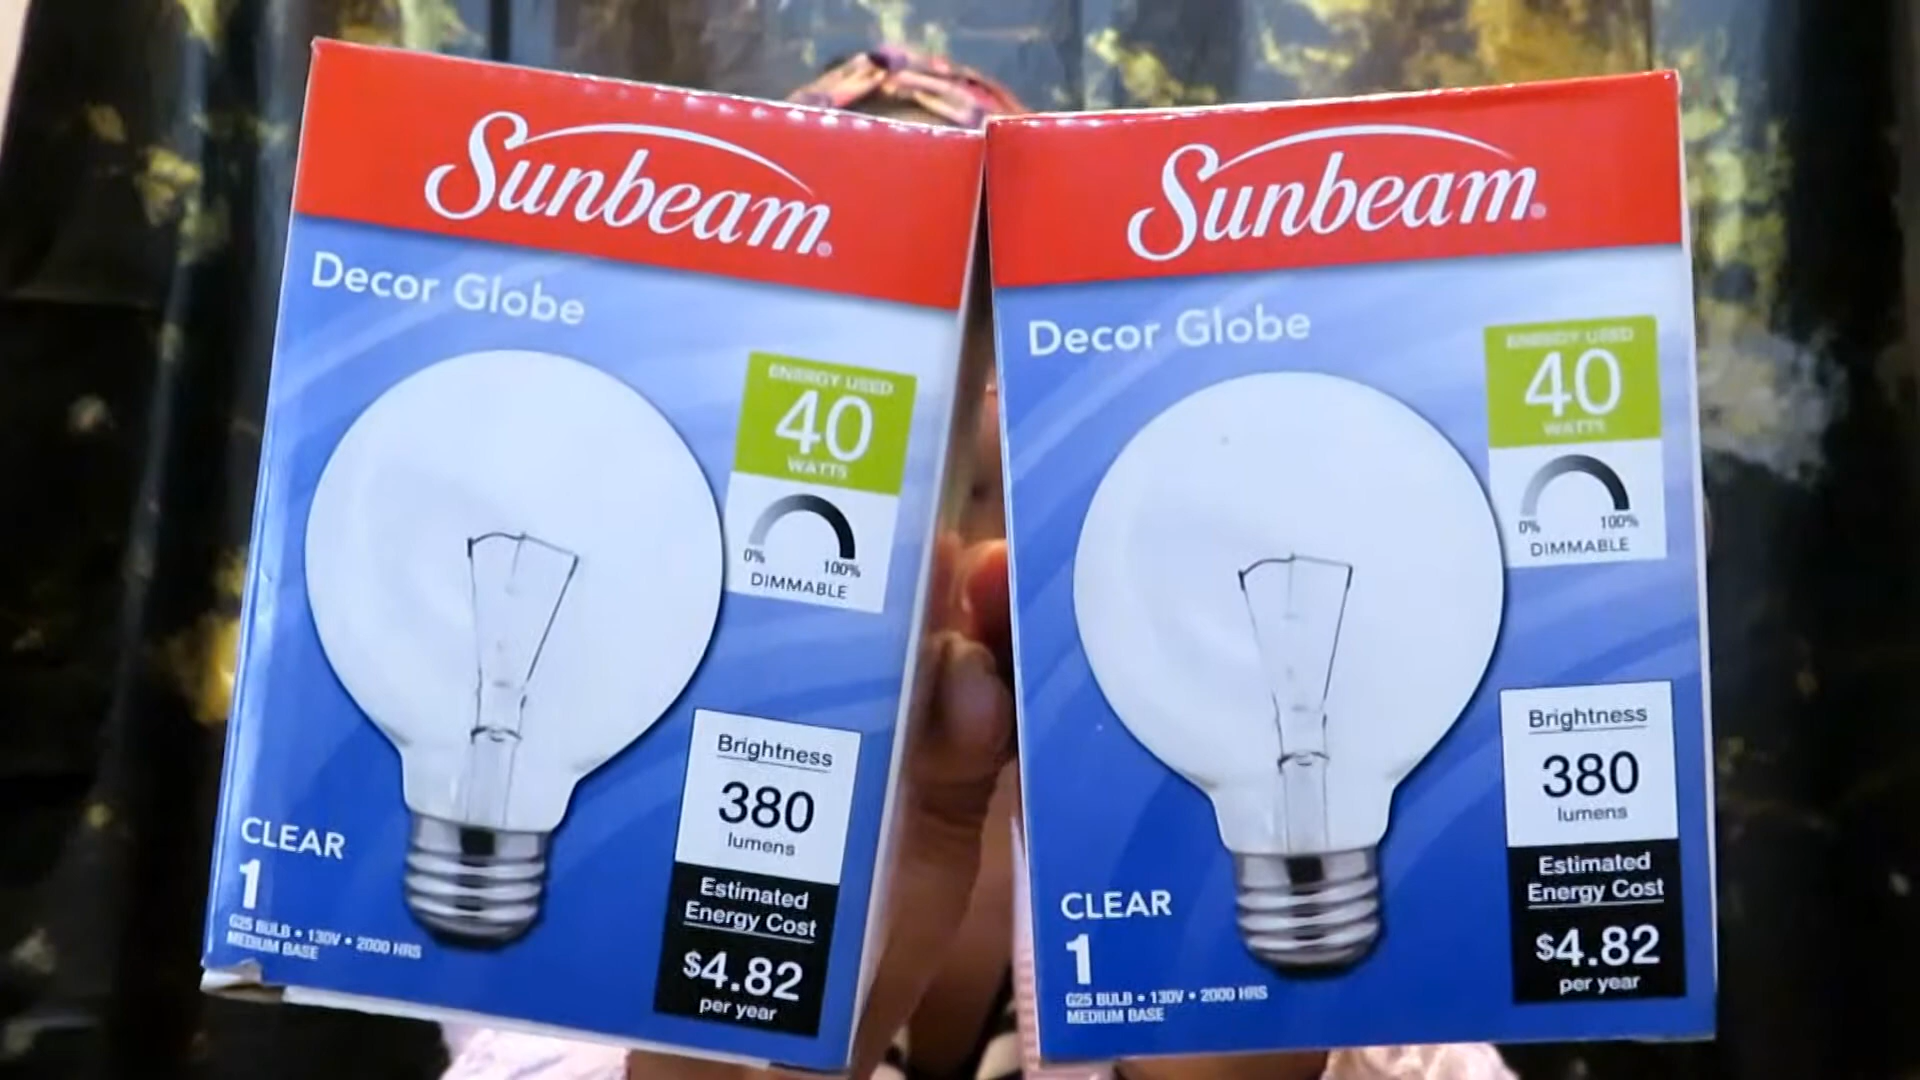 Sunbeam®
Decor Globe
ENERGY USED
40
WATTS
0% 100%
DIMMABLE
Brightness
380
lumens
Estimated
Energy Cost
$4.82
per year
CLEAR
1
G25 BULB • 130V • 2000 HRS
MEDIUM BASE
Sunbeam®
Decor Globe
ENERGY USED
40
WATTS
0% 100%
DIMMABLE
Brightness
380
lumens
Estimated
Energy Cost
$4.82
per year
CLEAR
1
G25 BULB • 130V • 2000 HRS
MEDIUM BASE